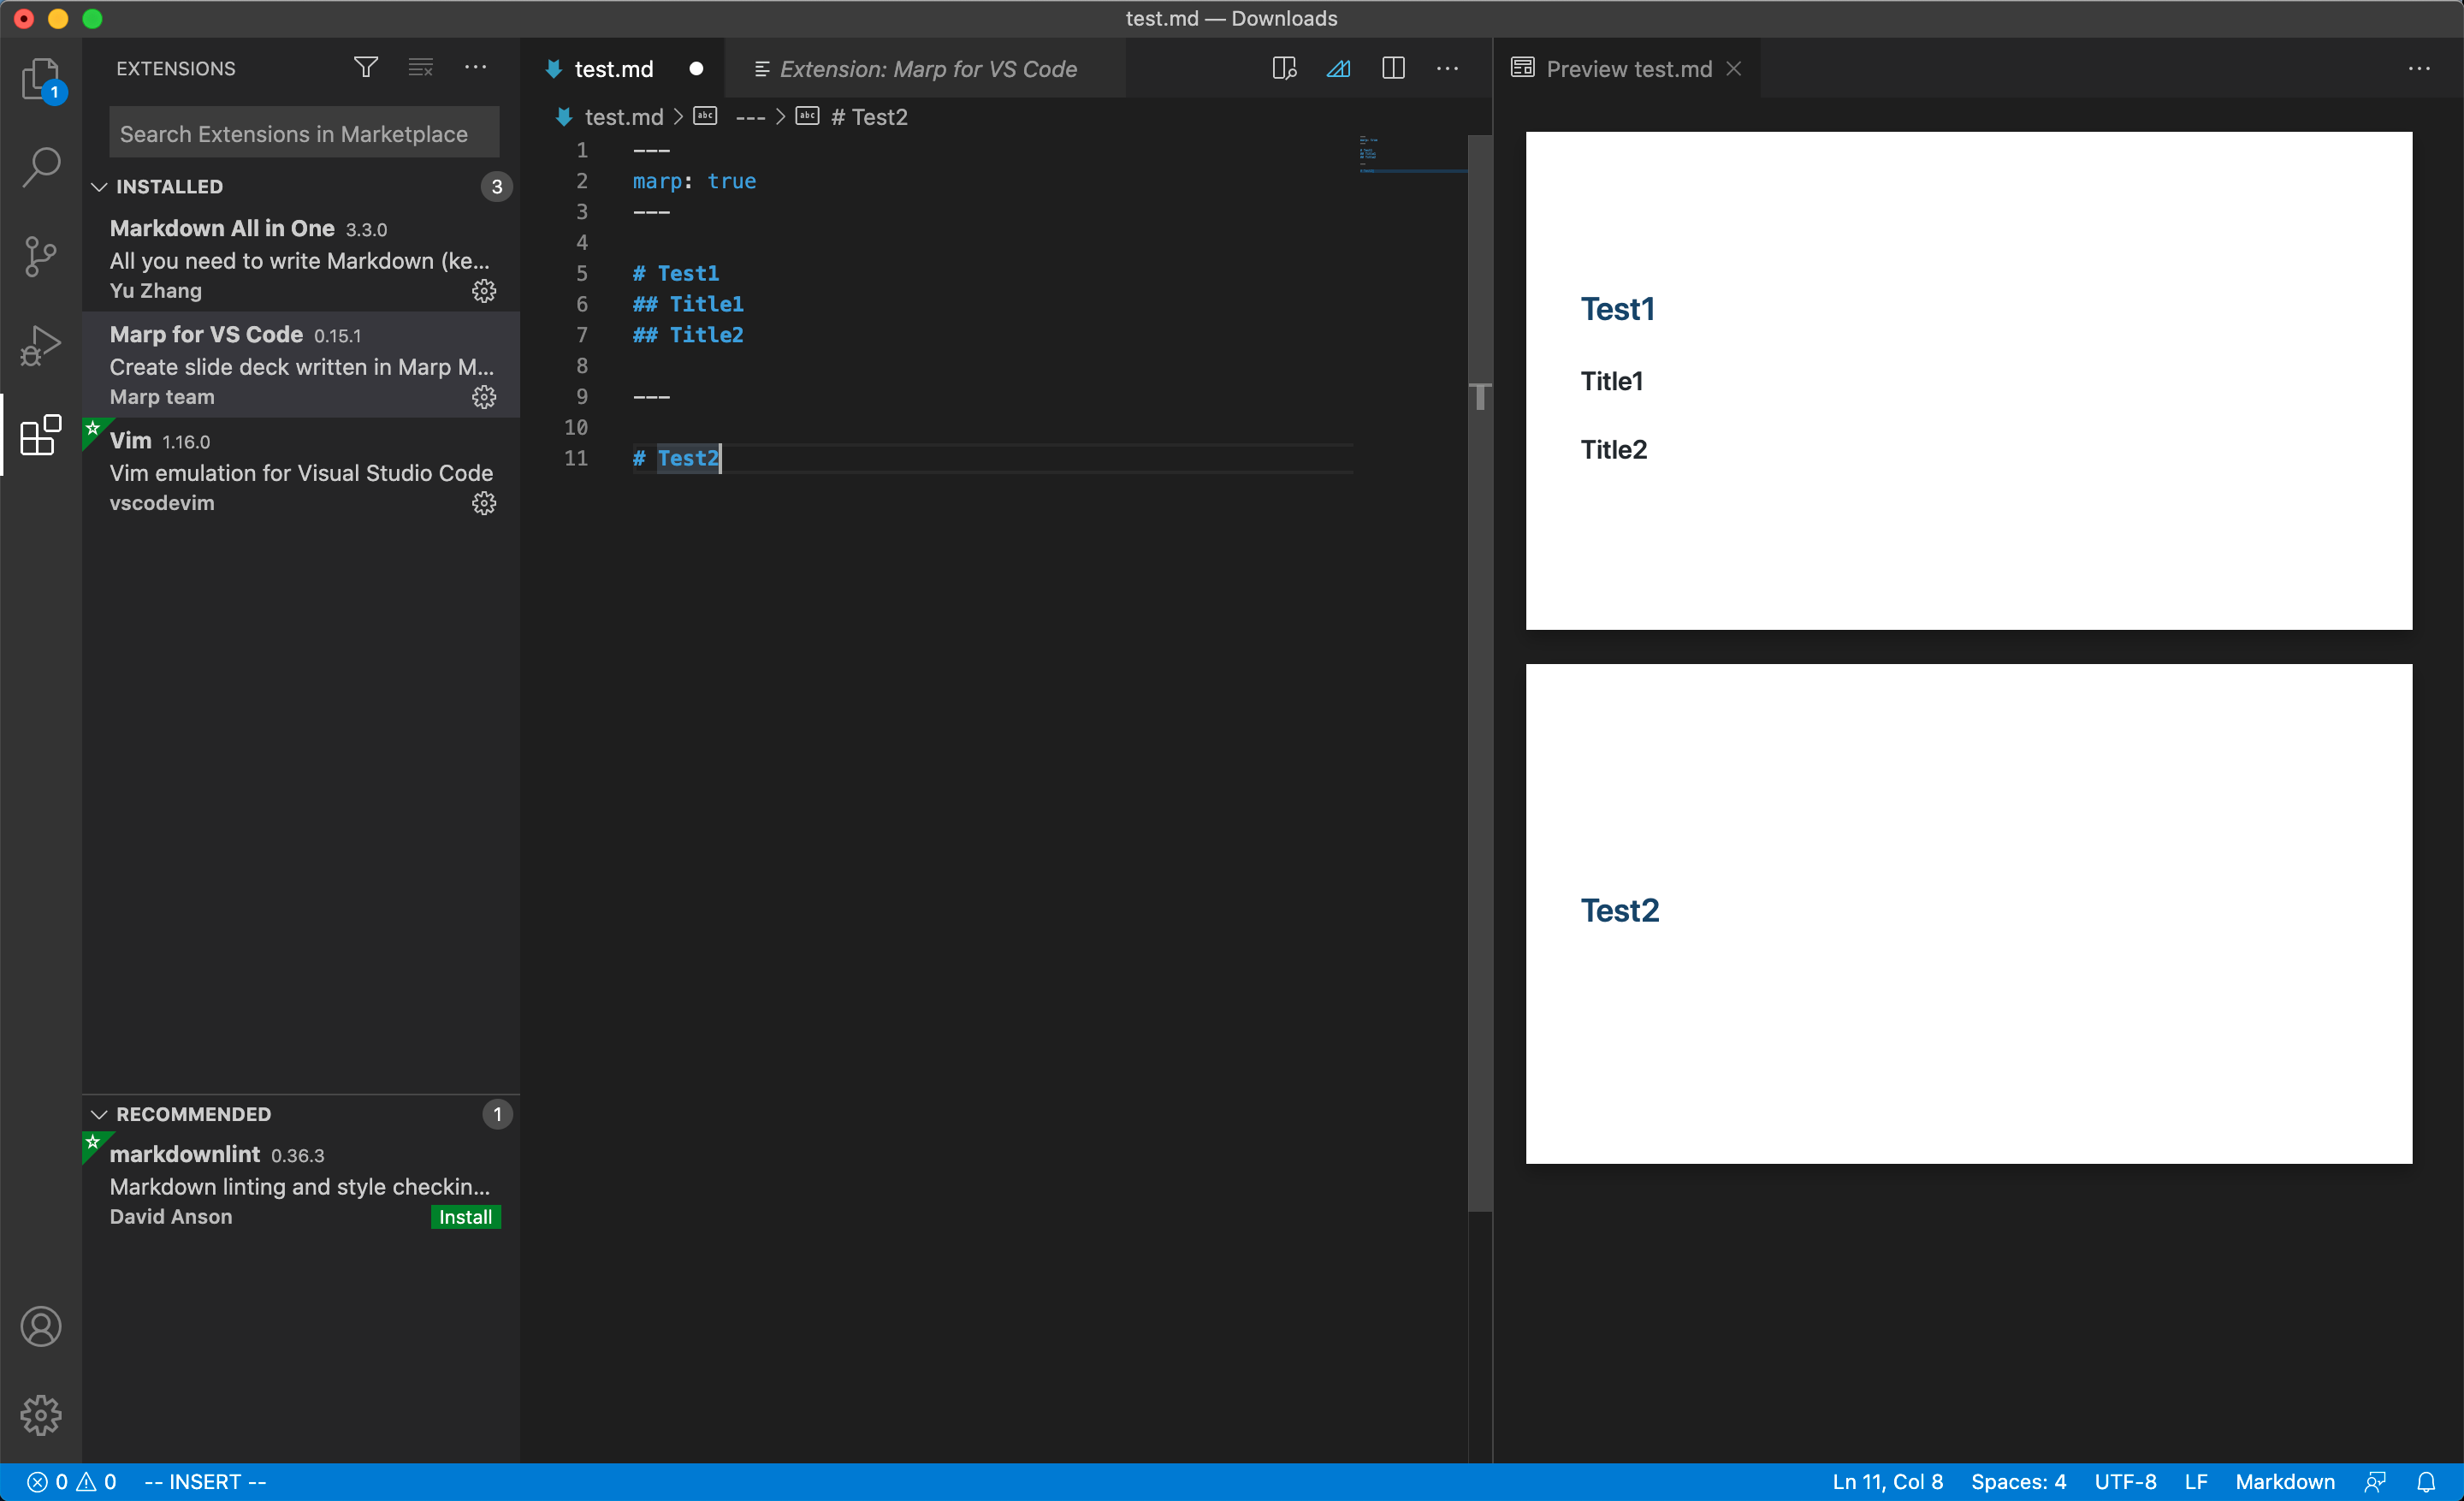 test.md — Downloads
1
EXTENSIONS
Search Extensions in Marketplace
INSTALLED 3
Markdown All in One 3.3.0
All you need to write Markdown (ke...
Yu Zhang
Marp for VS Code 0.15.1
Create slide deck written in Marp M...
Marp team
Vim 1.16.0
Vim emulation for Visual Studio Code
vscodevim
RECOMMENDED 1
markdownlint 0.36.3
Markdown linting and style checkin...
David Anson Install
test.md
Extension: Marp for VS Code
test.md > abc --- > abc # Test2
1 ---
2 marp: true
3 ---
4
5 # Test1
6 ## Title1
7 ## Title2
8
9 ---
10
11 # Test2
Preview test.md
Test1
Title1
Title2
Test2
0 0 -- INSERT --
Ln 11, Col 8 Spaces: 4 UTF-8 LF Markdown